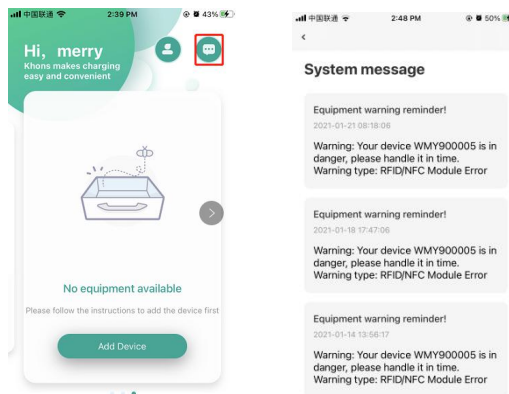 中国联通 2:39 PM 43%
Hi, merry
Khons makes charging
easy and convenient
No equipment available
Please follow the instructions to add the device first
Add Device
中国联通 2:48 PM 50%
System message
Equipment warning reminder!
2021-01-21 08:18:06
Warning: Your device WMY900005 is in
danger, please handle it in time.
Warning type: RFID/NFC Module Error
Equipment warning reminder!
2021-01-18 17:47:06
Warning: Your device WMY900005 is in
danger, please handle it in time.
Warning type: RFID/NFC Module Error
Equipment warning reminder!
2021-01-14 13:56:17
Warning: Your device WMY900005 is in
danger, please handle it in time.
Warning type: RFID/NFC Module Error